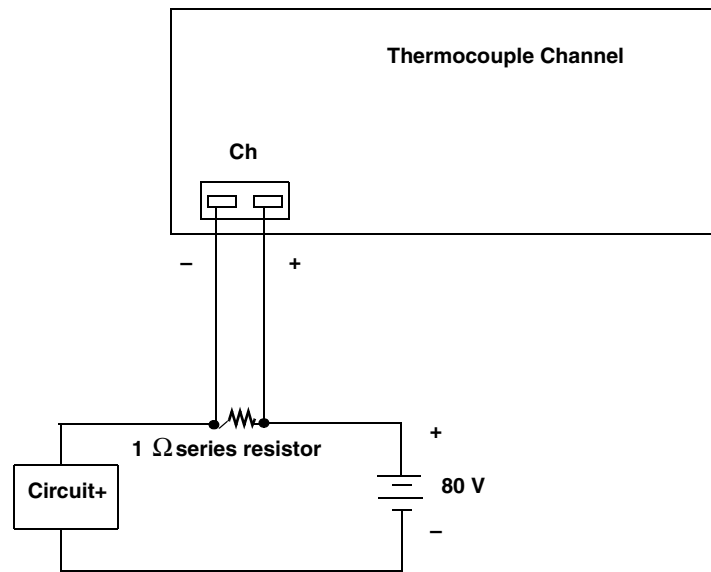 Thermocouple Channel
Ch
– +
1 Ω series resistor
+
Circuit+
80 V
–